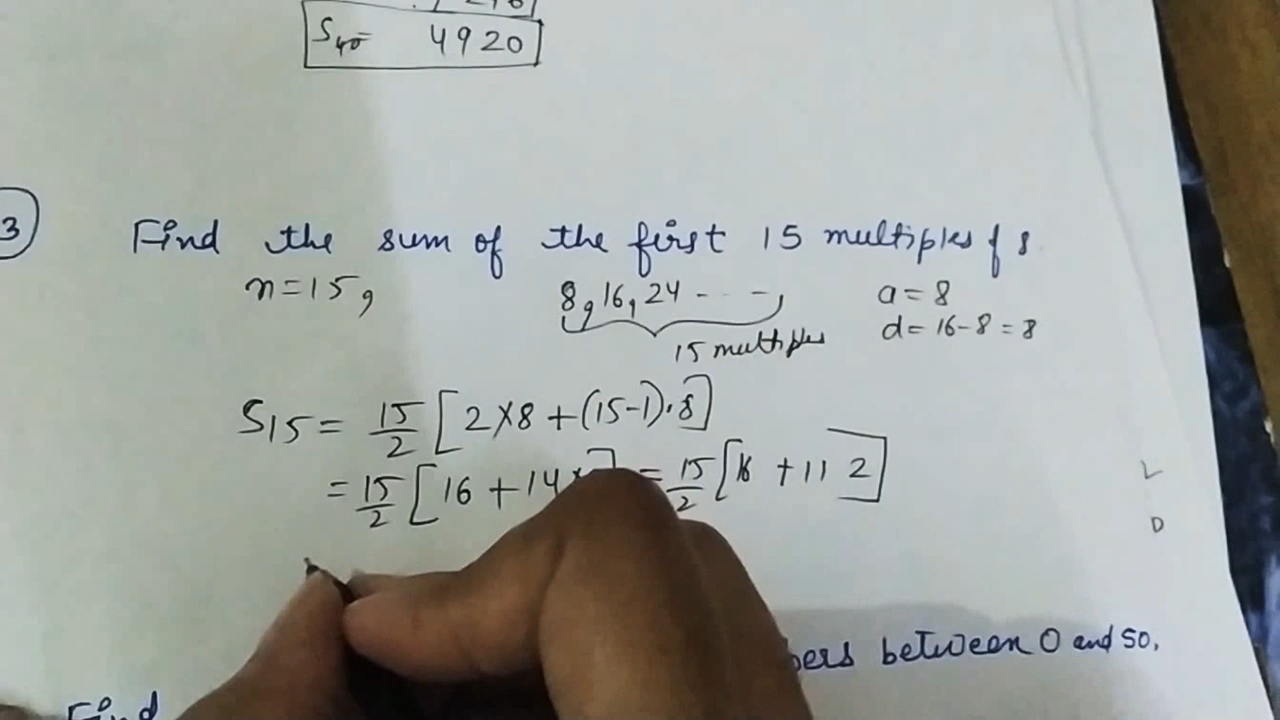 S₄₀= 4920
3 Find the sum of the first 15 multiples of 8
n=15, 8, 16, 24 - - - , a = 8
15 multiples d = 16-8 = 8
S15 = 15/2 [2×8 + (15-1)·8]
= 15/2 [16 + 14× ] = 15/2 [16 + 112]
L
D
between 0 and 50.
Find